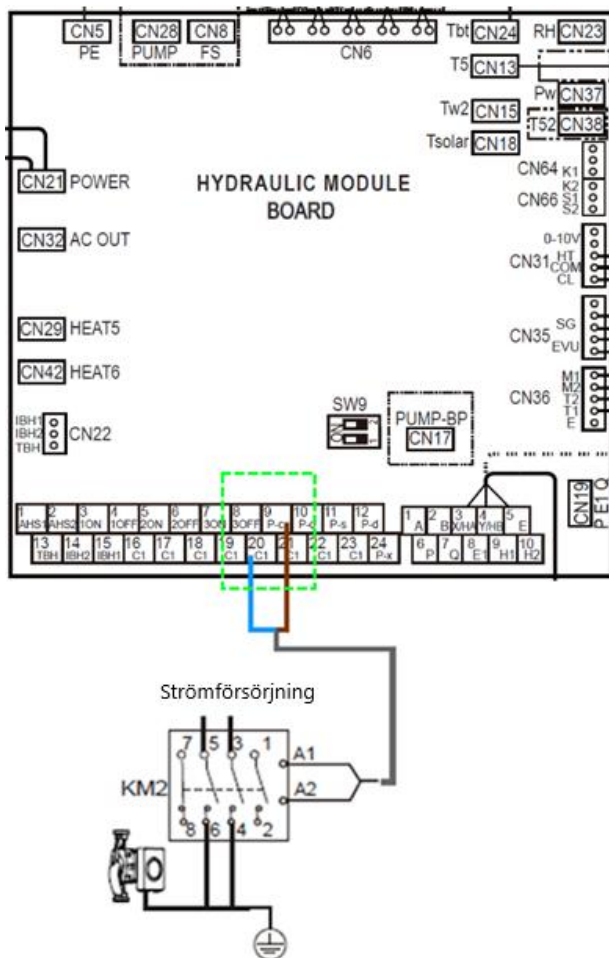 CN5 CN28 CN8 CN6 Tbt CN24 RH CN23
PE PUMP FS
T5 CN13
Pw CN37
Tw2 CN15 T52 CN38
Tsolar CN18
CN64 K1
CN21 POWER
HYDRAULIC MODULE
BOARD
CN66 K2
S1
S2
CN32 AC OUT
0-10V
CN31 HT
COM
CL
CN29 HEAT5
CN35 SG
EVU
CN42 HEAT6
CN36 M1
M2
T2
T1
E
SW9
ON
2
1
PUMP-BP
CN17
IBH1
IBH2
TBH
CN22
CN19
P E1 Q
1 2 3 4 5 6 7 8 9 10 11 12
AHS1 AHS2 1ON 1OFF 2ON 2OFF 3ON 3OFF P-c P-o P-s P-d
1 2 3 4 5
A B X/HA Y/HB E
13 14 15 16 17 18 19 20 21 22 23 24
TBH IBH2 IBH1 C1 C1 C1 C1 C1 C1 C1 C1 P-x
6 7 8 9 10
P Q E1 H1 H2
Strömförsörjning
7 5 3 1
A1
KM2
A2
8 6 4 2